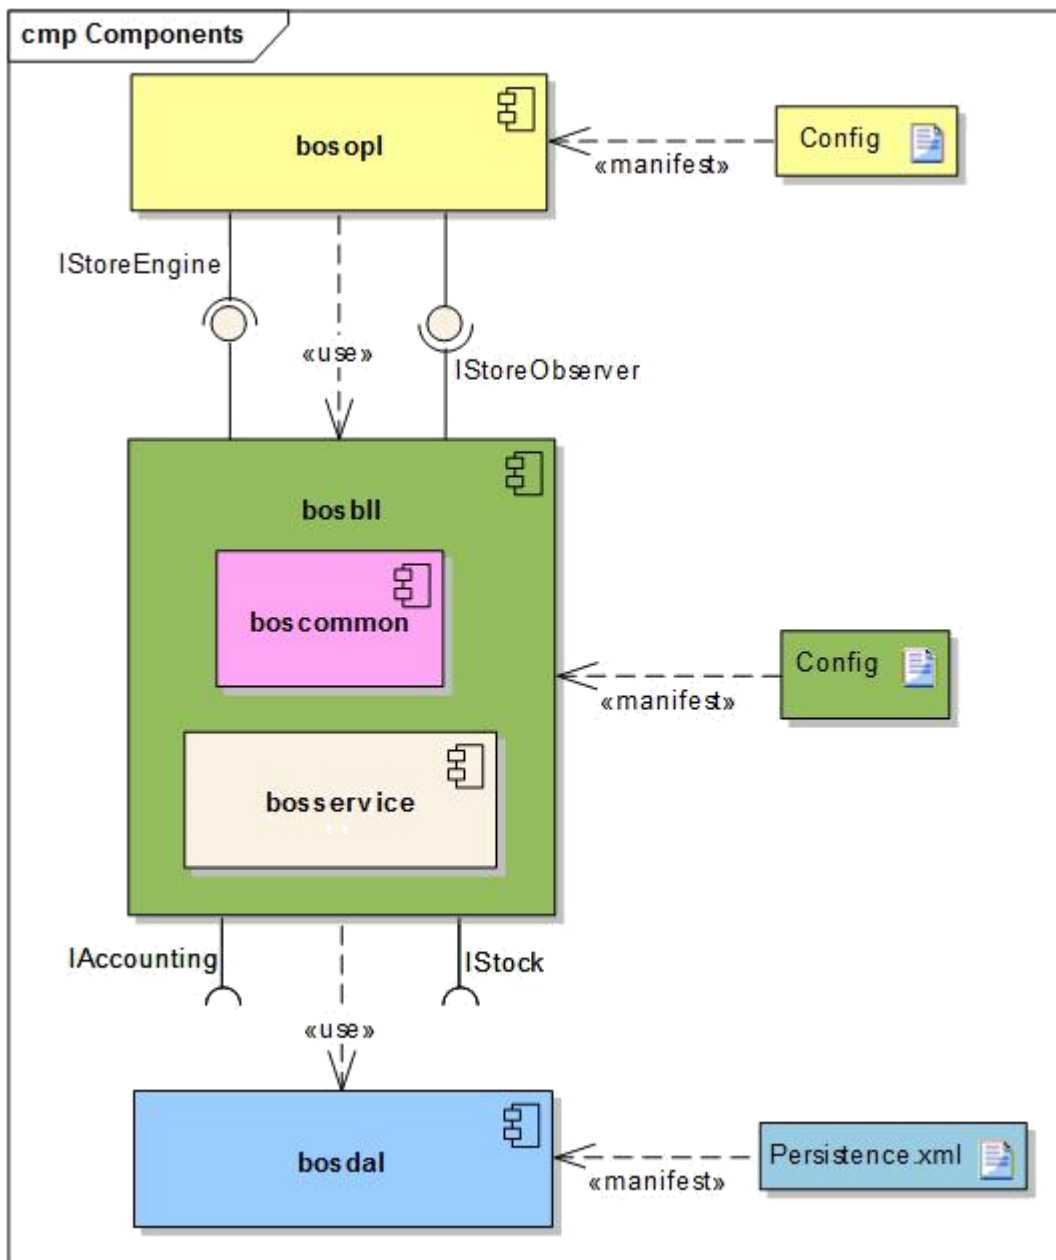 cmp Components
bosopl
Config
«manifest»
IStoreEngine
«use»
IStoreObserver
bosbll
boscommon
Config
«manifest»
bosservice
IAccounting
IStock
«use»
bosdal
Persistence.xml
«manifest»